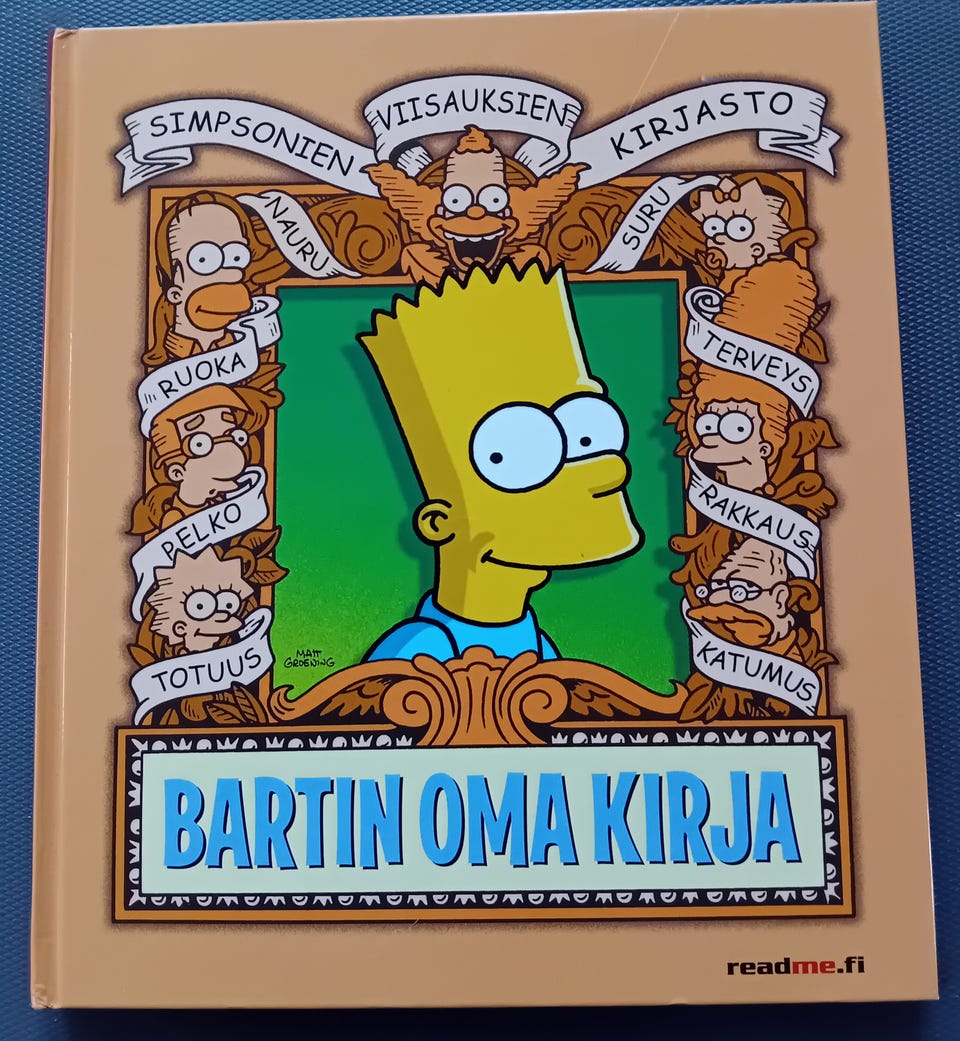 SIMPSONIEN VIISAUKSIEN KIRJASTO
NAURU
SURU
RUOKA
TERVEYS
PELKO
RAKKAUS
TOTUUS
KATUMUS
MATT
GROENING
BARTIN OMA KIRJA
readme.fi